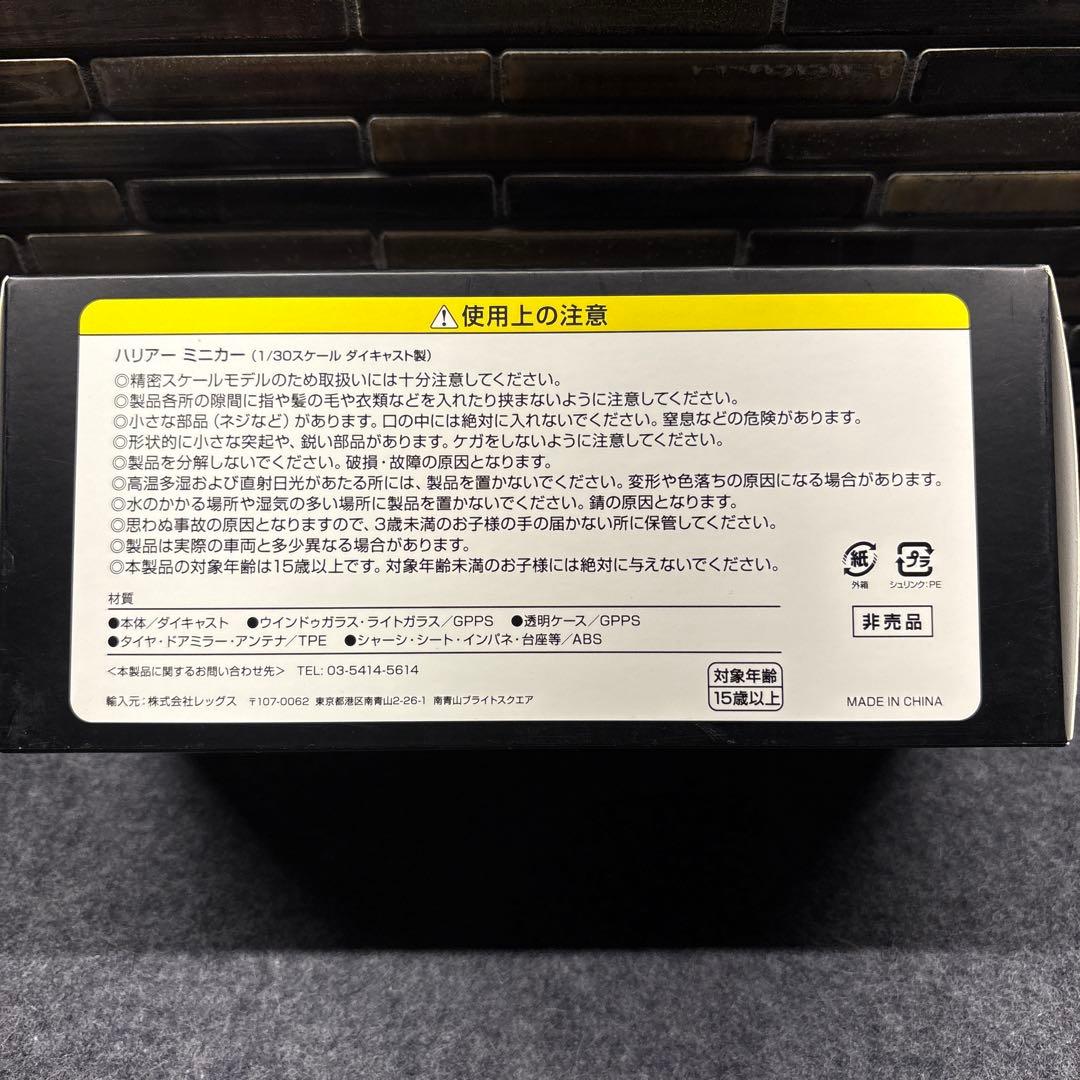 ⚠使用上の注意
ハリアー ミニカー（1/30スケール ダイキャスト製）
◎精密スケールモデルのため取扱いには十分注意してください。
◎製品各所の隙間に指や髪の毛や衣類などを入れたり挟まないように注意してください。
◎小さな部品（ネジなど）があります。口の中には絶対に入れないでください。窒息などの危険があります。
◎形状的に小さな突起や、鋭い部品があります。ケガをしないように注意してください。
◎製品を分解しないでください。破損・故障の原因となります。
◎高温多湿および直射日光があたる所には、製品を置かないでください。変形や色落ちの原因になる場合があります。
◎水のかかる場所や湿気の多い場所に製品を置かないでください。錆の原因となります。
◎思わぬ事故の原因となりますので、3歳未満のお子様の手の届かない所に保管してください。
◎製品は実際の車両と多少異なる場合があります。
◎本製品の対象年齢は15歳以上です。対象年齢未満のお子様には絶対に与えないでください。
紙 プラ
外箱 シュリンク：PE
材質
●本体／ダイキャスト ●ウインドゥガラス・ライトガラス／GPPS ●透明ケース／GPPS
●タイヤ・ドアミラー・アンテナ／TPE ●シャーシ・シート・インパネ・台座等／ABS
非売品
＜本製品に関するお問い合わせ先＞ TEL: 03-5414-5614
輸入元：株式会社レッグス 〒107-0062 東京都港区南青山2-26-1 南青山ブライトスクエア
対象年齢
15歳以上
MADE IN CHINA